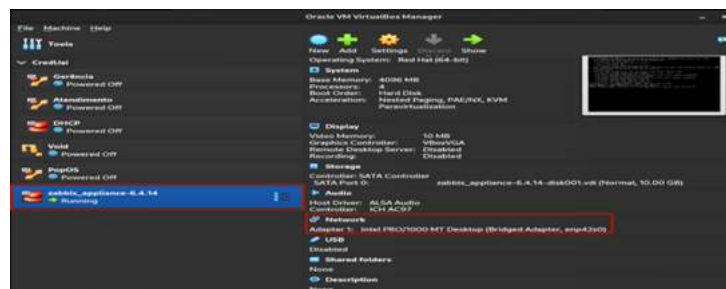 Oracle VM VirtualBox Manager
File Machine Help
Tools
New Add Settings Discard Show
CredUai
Gerência
Powered Off
Atendimento
Powered Off
DHCP
Powered Off
Void
Powered Off
PopOS
Powered Off
zabbix_appliance-6.4.14
Running
Operating System: Red Hat (64-bit)
System
Base Memory: 4096 MB
Processors: 4
Boot Order: Hard Disk
Acceleration: Nested Paging, PAE/NX, KVM
Paravirtualization
Display
Video Memory: 10 MB
Graphics Controller: VBoxVGA
Remote Desktop Server: Disabled
Recording: Disabled
Storage
Controller: SATA Controller
SATA Port 0: zabbix_appliance-6.4.14-disk001.vdi (Normal, 10.00 GB)
Audio
Host Driver: ALSA Audio
Controller: ICH AC97
Network
Adapter 1: Intel PRO/1000 MT Desktop (Bridged Adapter, enp42s0)
USB
Disabled
Shared folders
None
Description
None